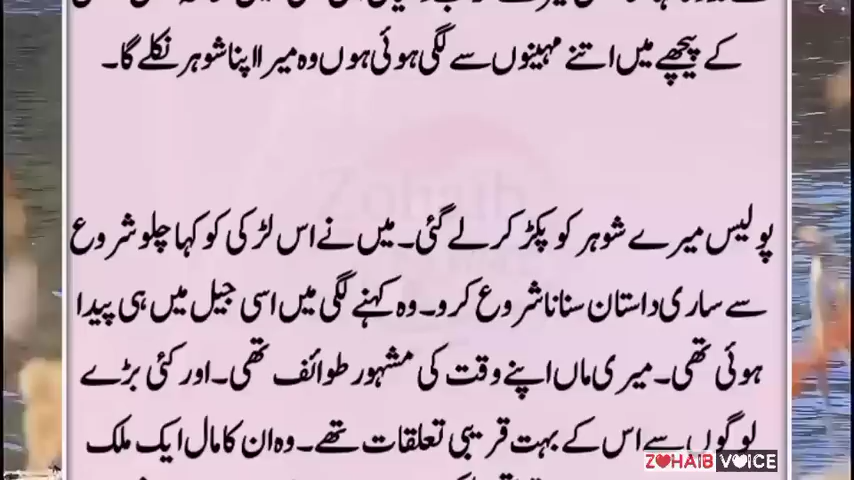 کے پیچھے میں اتنے مہینوں سے لگی ہوئی ہوں وہ میرا اپنا شوہر نکلے گا۔
Zohaib
پولیس میرے شوہر کو پکڑ کر لے گئی۔ میں نے اس لڑکی کو کہا چلو شروع
سے ساری داستان سنانا شروع کرو۔ وہ کہنے لگی میں اسی جیل میں ہی پیدا
ہوئی تھی۔ میری ماں اپنے وقت کی مشہور طوائف تھی۔ اور کئی بڑے
لوگوں سے اس کے بہت قریبی تعلقات تھے۔ وہ ان کا مال ایک ملک
ZOHAIB VOICE